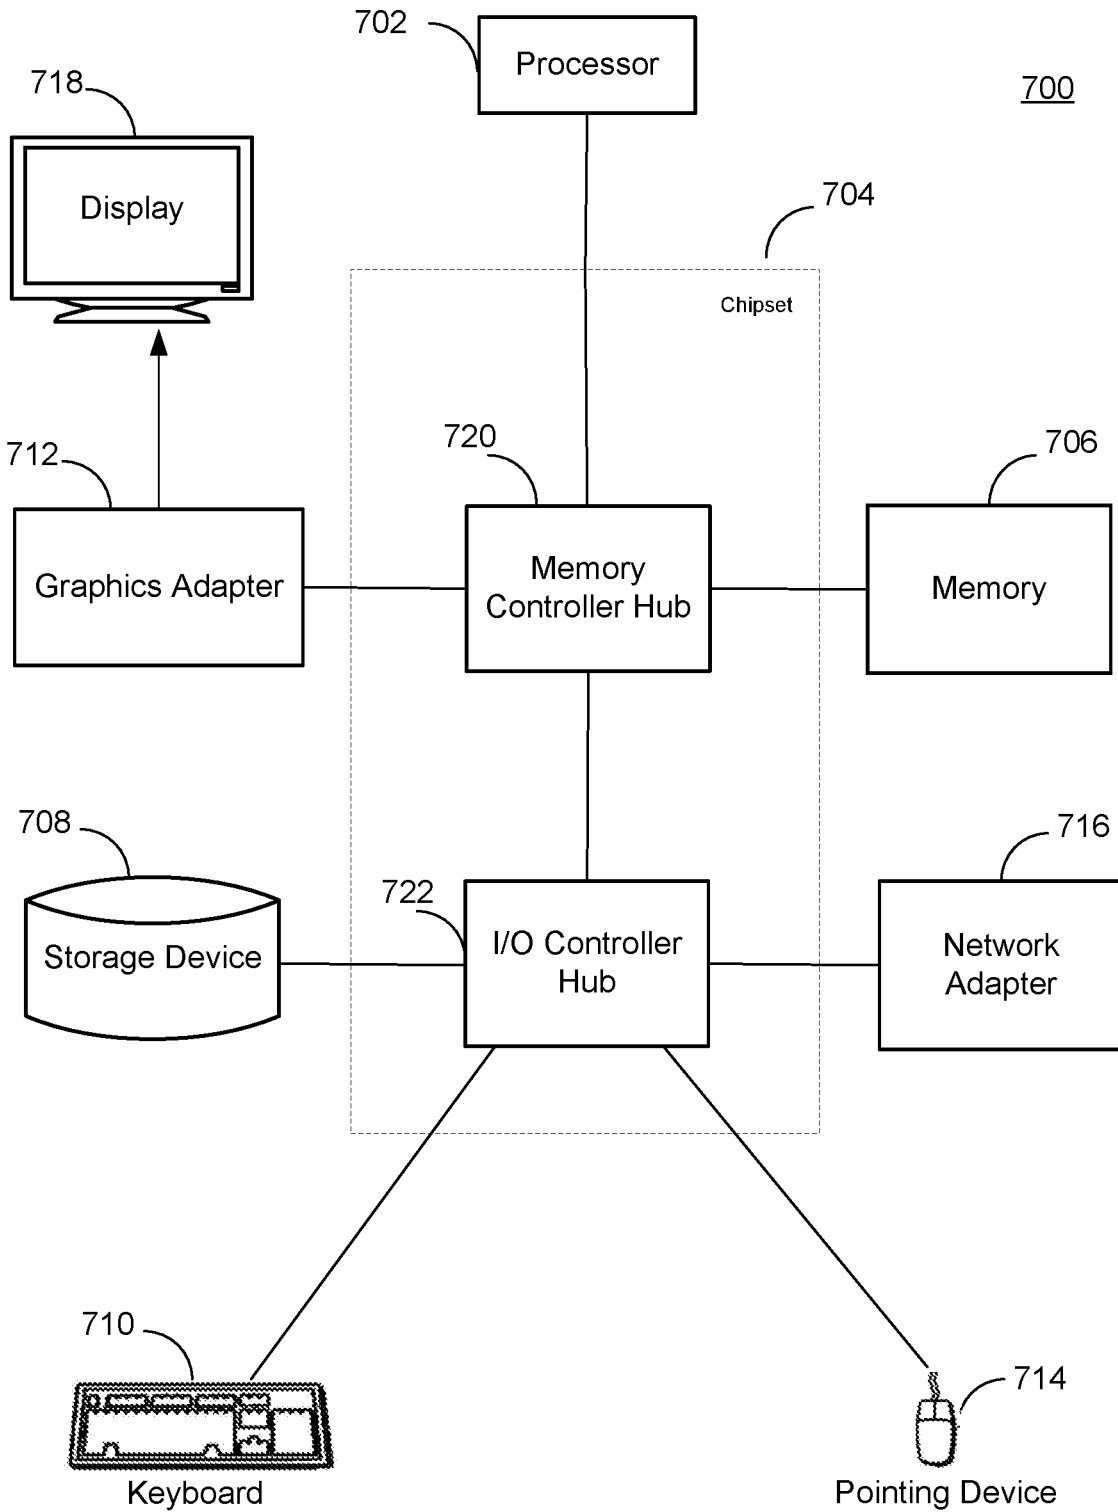 702
Processor
700
718
Display
704
Chipset
712
Graphics Adapter
720
Memory
Controller Hub
706
Memory
708
Storage Device
722
I/O Controller
Hub
716
Network
Adapter
710
Keyboard
714
Pointing Device